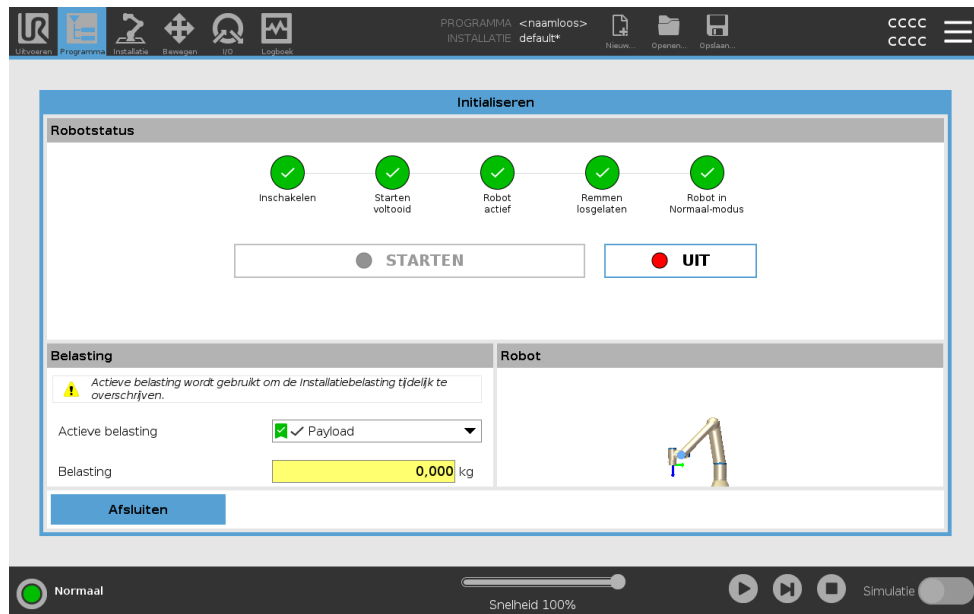 PROGRAMMA <naamloos>
INSTALLATIE default*
CCCC
CCCC
Uitvoeren Programma Installatie Bewegen I/O Logboek Nieuw... Openen... Opslaan...
Initialiseren
Robotstatus
Inschakelen
Starten voltooid
Robot actief
Remmen losgelaten
Robot in Normaal-modus
STARTEN
UIT
Belasting
Robot
Actieve belasting wordt gebruikt om de Installatiebelasting tijdelijk te
overschrijven.
Actieve belasting
Payload
Belasting
0,000 kg
Afsluiten
Normaal
Snelheid 100%
Simulatie